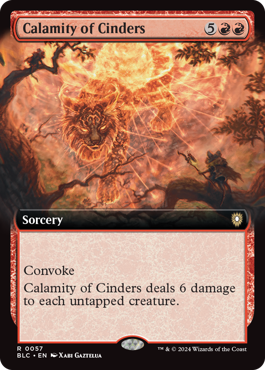 Calamity of Cinders 5
Sorcery
Convoke
Calamity of Cinders deals 6 damage
to each untapped creature.
R 0057
BLC • EN XABI GAZTELUA
™ & © 2024 Wizards of the Coast